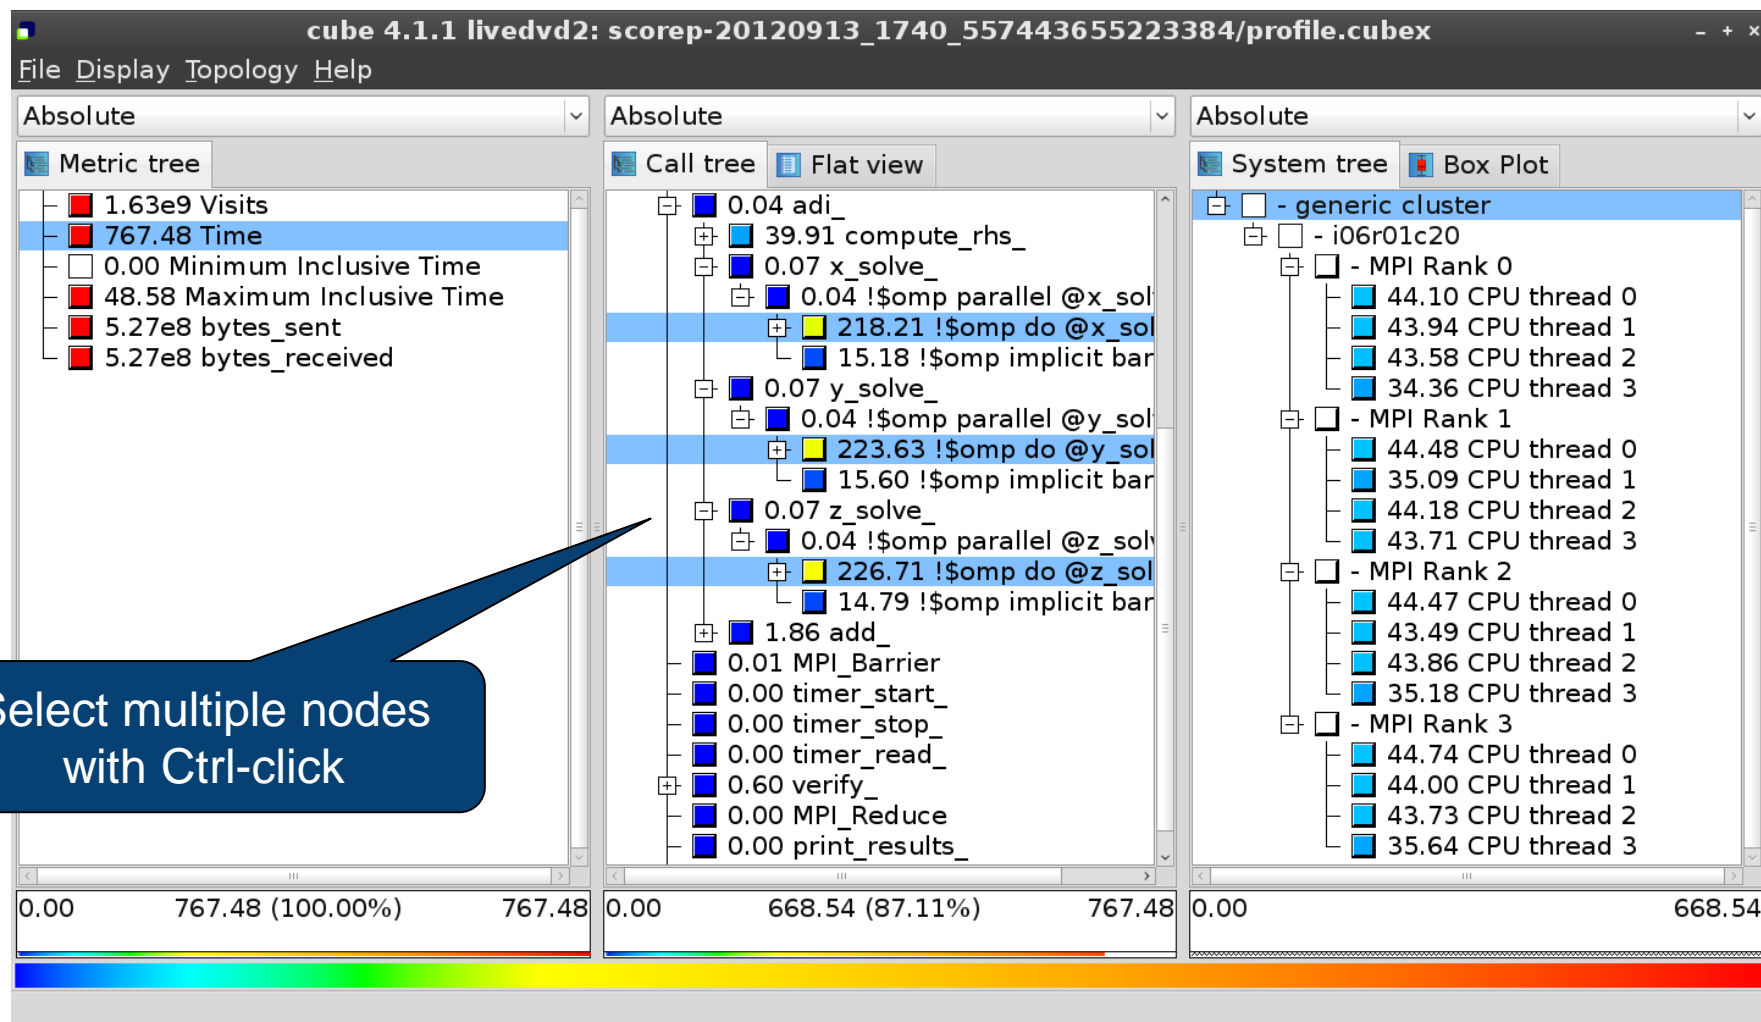 cube 4.1.1 livedvd2: scorep-20120913_1740_557443655223384/profile.cubex
File Display Topology Help
Absolute
Metric tree
1.63e9 Visits
767.48 Time
0.00 Minimum Inclusive Time
48.58 Maximum Inclusive Time
5.27e8 bytes_sent
5.27e8 bytes_received
Select multiple nodes
with Ctrl-click
0.00 767.48 (100.00%) 767.48
Absolute
Call tree Flat view
0.04 adi_
39.91 compute_rhs_
0.07 x_solve_
0.04 !$omp parallel @x_sol
218.21 !$omp do @x_sol
15.18 !$omp implicit bar
0.07 y_solve_
0.04 !$omp parallel @y_sol
223.63 !$omp do @y_sol
15.60 !$omp implicit bar
0.07 z_solve_
0.04 !$omp parallel @z_solv
226.71 !$omp do @z_sol
14.79 !$omp implicit bar
1.86 add_
0.01 MPI_Barrier
0.00 timer_start_
0.00 timer_stop_
0.00 timer_read_
0.60 verify_
0.00 MPI_Reduce
0.00 print_results_
0.00 668.54 (87.11%) 767.48
Absolute
System tree Box Plot
- generic cluster
- i06r01c20
- MPI Rank 0
44.10 CPU thread 0
43.94 CPU thread 1
43.58 CPU thread 2
34.36 CPU thread 3
- MPI Rank 1
44.48 CPU thread 0
35.09 CPU thread 1
44.18 CPU thread 2
43.71 CPU thread 3
- MPI Rank 2
44.47 CPU thread 0
43.49 CPU thread 1
43.86 CPU thread 2
35.18 CPU thread 3
- MPI Rank 3
44.74 CPU thread 0
44.00 CPU thread 1
43.73 CPU thread 2
35.64 CPU thread 3
0.00 668.54